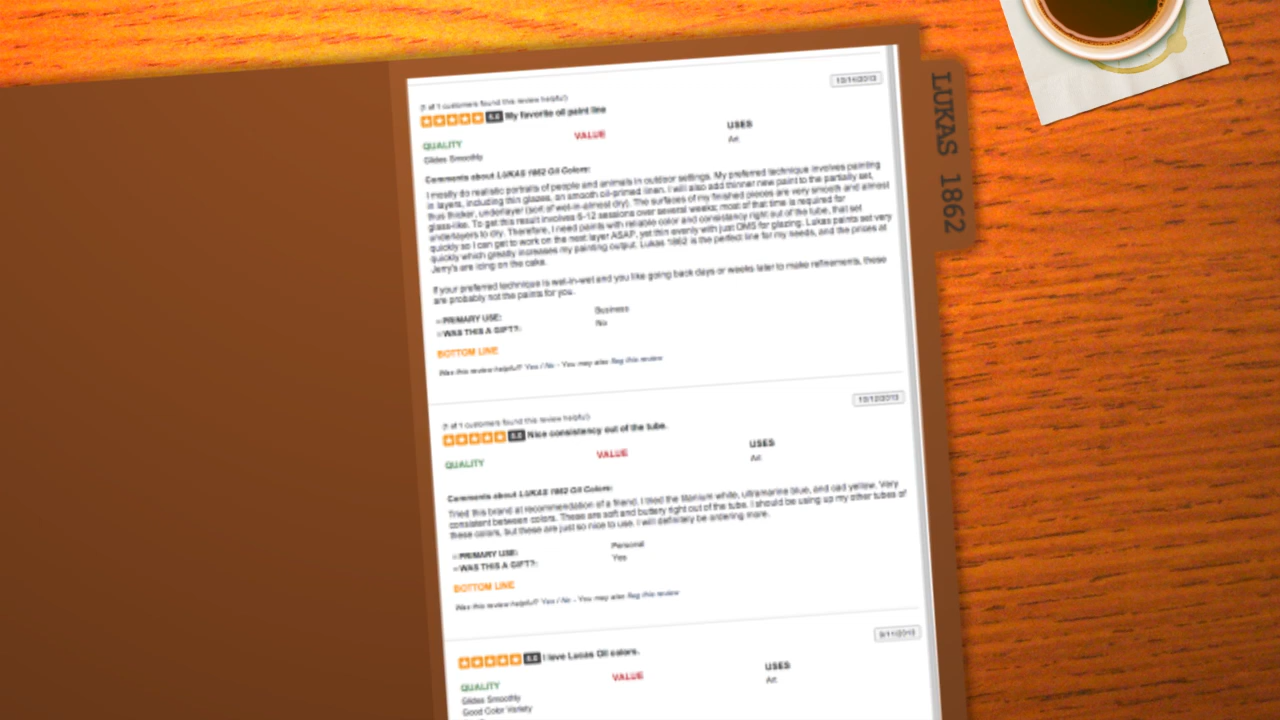 LUKAS 1862
(1 of 1 customers found this review helpful)
5.0 My favorite oil paint line
QUALITY VALUE USES
Glides Smoothly Art
Comments about LUKAS 1862 Oil Colors:
I mostly do realistic portraits of people and animals in outdoor settings. My preferred technique involves painting
in layers, including thin glazes, on smooth oil-primed linen. I will also add thinner new paint to the partially set,
thus thicker, underlayer (sort of wet-in-almost dry). The surfaces of my finished pieces are very smooth and almost
glass-like. To get this result involves 6-12 sessions over several weeks; most of that time is required for
underlayers to dry. Therefore, I need paints with reliable color and consistency right out of the tube, that set
quickly so I can get to work on the next layer ASAP, yet thin evenly with just OMS for glazing. Lukas paints set very
quickly which greatly increases my painting output. Lukas 1862 is the perfect line for my needs, and the prices at
Jerry's are icing on the cake.
If your preferred technique is wet-in-wet and you like going back days or weeks later to make refinements, these
are probably not the paints for you.
PRIMARY USE: Business
WAS THIS A GIFT?: No
BOTTOM LINE
Was this review helpful? Yes / No - You may also flag this review
(1 of 1 customers found this review helpful)
5.0 Nice consistency out of the tube.
QUALITY VALUE USES
Art
Comments about LUKAS 1862 Oil Colors:
Tried this brand at recommendation of a friend. I tried the titanium white, ultramarine blue, and cad yellow. Very
consistent between colors. These are soft and buttery right out of the tube. I should be using up my other tubes of
these colors, but these are just so nice to use. I will definitely be ordering more.
PRIMARY USE: Personal
WAS THIS A GIFT?: Yes
BOTTOM LINE
Was this review helpful? Yes / No - You may also flag this review
5.0 I love Lucas Oil colors.
QUALITY VALUE USES
Glides Smoothly Art
Good Color Variety